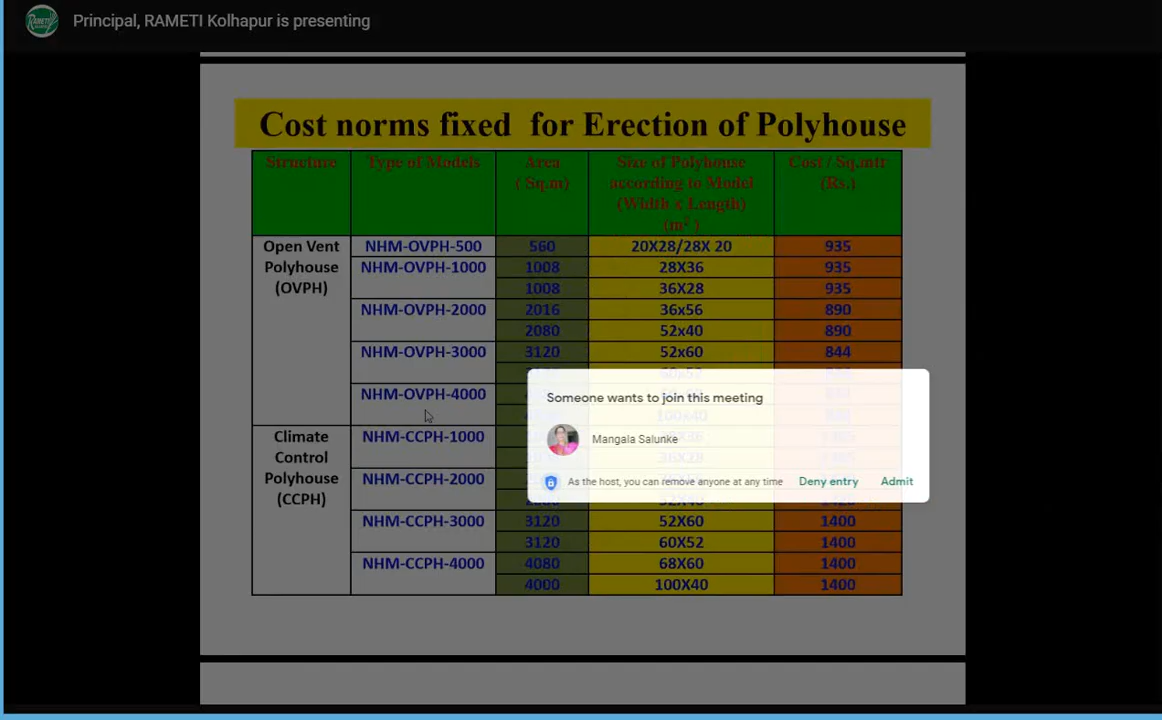 RAMETI
Principal, RAMETI Kolhapur is presenting
Cost norms fixed for Erection of Polyhouse
Structure Type of Models Area ( Sq.m) Size of Polyhouse according to Model (Width x Length) (m² ) Cost / Sq.mtr (Rs.)
Open Vent Polyhouse (OVPH) NHM-OVPH-500 560 20X28/28X 20 935
NHM-OVPH-1000 1008 28X36 935
1008 36X28 935
NHM-OVPH-2000 2016 36x56 890
2080 52x40 890
NHM-OVPH-3000 3120 52x60 844
NHM-OVPH-4000
100x40
Climate Control Polyhouse (CCPH) NHM-CCPH-1000
36X28
NHM-CCPH-2000
NHM-CCPH-3000 3120 52X60 1400
3120 60X52 1400
NHM-CCPH-4000 4080 68X60 1400
4000 100X40 1400
Someone wants to join this meeting
Mangala Salunke
As the host, you can remove anyone at any time Deny entry Admit